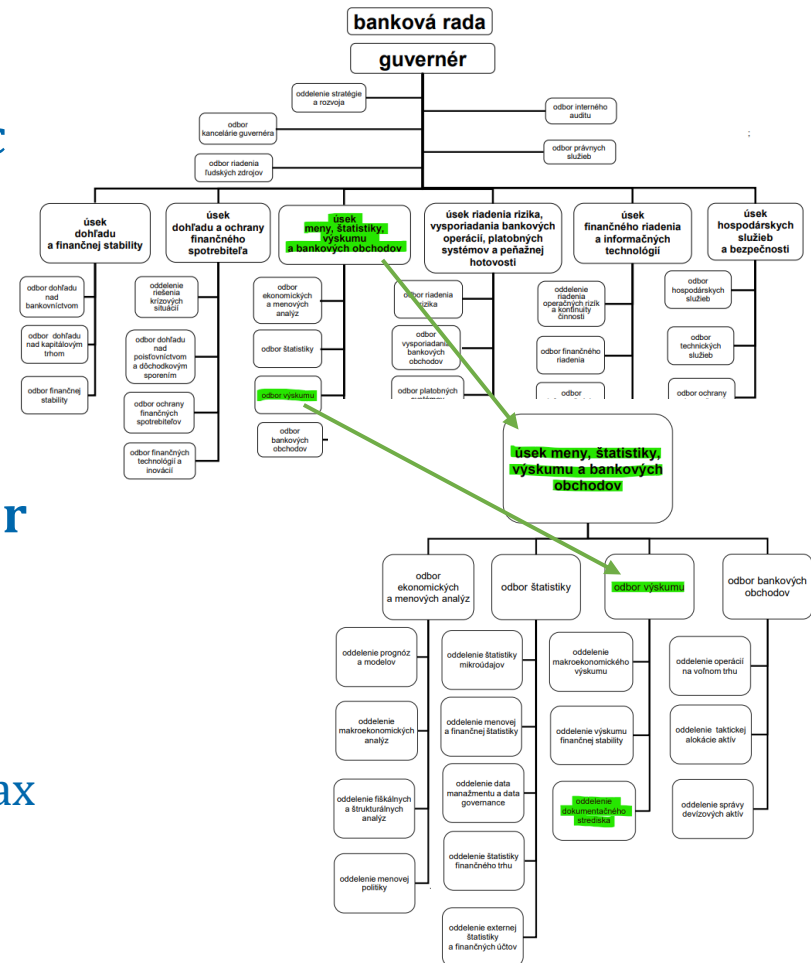 banková rada
guvernér
oddelenie stratégie
a rozvoja
odbor interného
auditu
odbor
kancelárie guvernéra
odbor právnych
služieb
odbor riadenia
ľudských zdrojov
c
;
úsek
dohľadu
a finančnej stability
úsek
dohľadu a ochrany
finančného
spotrebiteľa
úsek
meny, štatistiky,
výskumu
a bankových obchodov
úsek riadenia rizika,
vysporiadania bankových
operácií, platobných
systémov a peňažnej
hotovosti
úsek
finančného riadenia
a informačných
technológií
úsek
hospodárskych
služieb
a bezpečnosti
odbor dohľadu
nad
bankovníctvom
odbor dohľadu
nad kapitálovým
trhom
odbor finančnej
stability
oddelenie
riešenia
krízových
situácií
odbor dohľadu
nad
poisťovníctvom
a dôchodkovým
sporením
odbor ochrany
finančných
spotrebiteľov
odbor finančných
technológií a
inovácií
odbor
ekonomických
a menových
analýz
odbor štatistiky
odbor výskumu
odbor
bankových
obchodov
odbor riadenia
rizika
odbor
vysporiadania
bankových
obchodov
odbor platobných
oddelenie
riadenia
operačných rizík
a kontinuity
činnosti
odbor finančného
riadenia
odbor
odbor
hospodárskych
služieb
odbor
technických
služieb
odbor ochrany
r
úsek meny, štatistiky,
výskumu a bankových
obchodov
odbor
ekonomických
a menových analýz
odbor štatistiky
odbor výskumu
odbor bankových
obchodov
oddelenie prognóz
a modelov
oddelenie
makroekonomických
analýz
oddelenie fiškálnych
a štrukturálnych
analýz
oddelenie menovej
politiky
oddelenie štatistiky
mikroúdajov
oddelenie menovej
a finančnej štatistiky
oddelenie data
manažmentu a data
governance
oddelenie štatistiky
finančného trhu
oddelenie externej
štatistiky
a finančných účtov
oddelenie
makroekonomického
výskumu
oddelenie výskumu
finančnej stability
oddelenie
dokumentačného
strediska
oddelenie operácií
na voľnom trhu
oddelenie taktickej
alokácie aktív
oddelenie správy
devízových aktív
ax